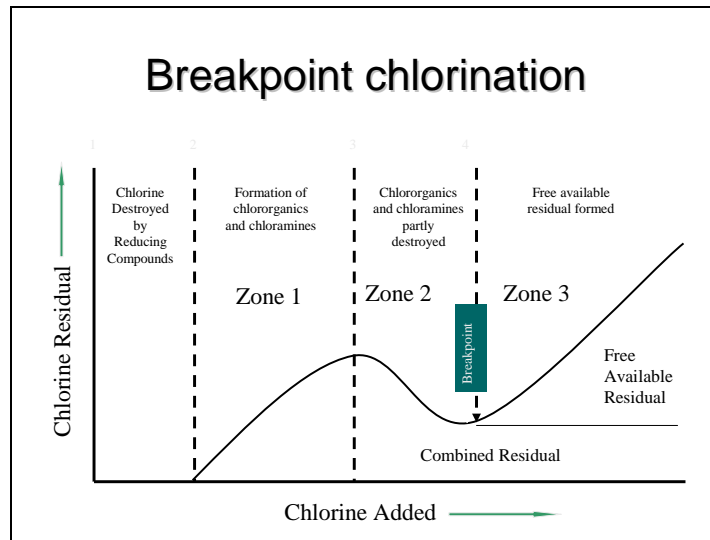 Breakpoint chlorination
1 2 3 4
Chlorine
Destroyed
by
Reducing
Compounds
Formation of
chlororganics
and chloramines
Chlororganics
and chloramines
partly
destroyed
Free available
residual formed
Zone 1
Zone 2
Zone 3
Chlorine Residual
Breakpoint
Free
Available
Residual
Combined Residual
Chlorine Added